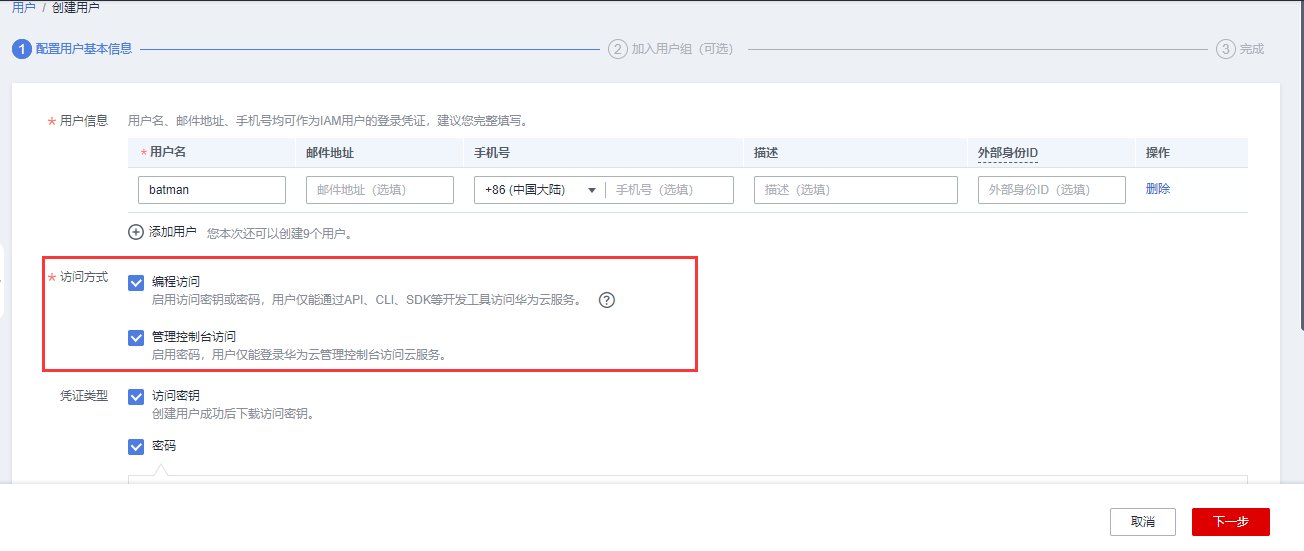 用户 / 创建用户
1 配置用户基本信息 2 加入用户组（可选） 3 完成
* 用户信息 用户名、邮件地址、手机号均可作为IAM用户的登录凭证，建议您完整填写。
* 用户名 邮件地址 手机号 描述 外部身份ID 操作
batman 邮件地址（选填） +86 (中国大陆) 手机号（选填） 描述（选填） 外部身份ID（选填） 删除
添加用户 您本次还可以创建9个用户。
* 访问方式 编程访问
启用访问密钥或密码，用户仅能通过API、CLI、SDK等开发工具访问华为云服务。 ?
管理控制台访问
启用密码，用户仅能登录华为云管理控制台访问云服务。
凭证类型 访问密钥
创建用户成功后下载访问密钥。
密码
取消 下一步